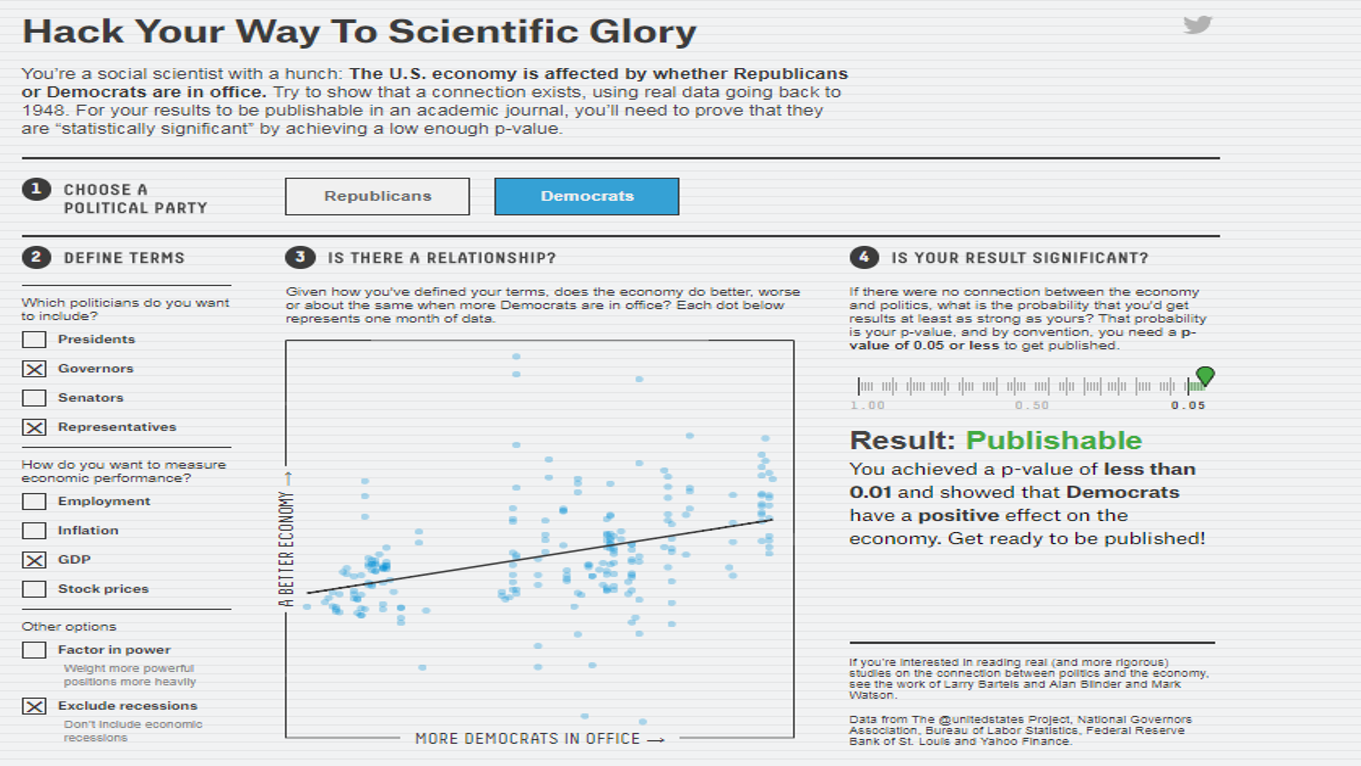 Hack Your Way To Scientific Glory
You're a social scientist with a hunch: The U.S. economy is affected by whether Republicans
or Democrats are in office. Try to show that a connection exists, using real data going back to
1948. For your results to be publishable in an academic journal, you'll need to prove that they
are “statistically significant” by achieving a low enough p-value.
1 CHOOSE A
POLITICAL PARTY
Republicans
Democrats
2 DEFINE TERMS
Which politicians do you want
to include?
Presidents
Governors
Senators
Representatives
How do you want to measure
economic performance?
Employment
Inflation
GDP
Stock prices
Other options
Factor in power
Weight more powerful
positions more heavily
Exclude recessions
Don't include economic
recessions
3 IS THERE A RELATIONSHIP?
Given how you've defined your terms, does the economy do better, worse
or about the same when more Democrats are in office? Each dot below
represents one month of data.
A BETTER ECONOMY →
MORE DEMOCRATS IN OFFICE →
4 IS YOUR RESULT SIGNIFICANT?
If there were no connection between the economy
and politics, what is the probability that you'd get
results at least as strong as yours? That probability
is your p-value, and by convention, you need a p-
value of 0.05 or less to get published.
1.00 0.50 0.05
Result: Publishable
You achieved a p-value of less than
0.01 and showed that Democrats
have a positive effect on the
economy. Get ready to be published!
If you're interested in reading real (and more rigorous)
studies on the connection between politics and the economy,
see the work of Larry Bartels and Alan Blinder and Mark
Watson.
Data from The @unitedstates Project, National Governors
Association, Bureau of Labor Statistics, Federal Reserve
Bank of St. Louis and Yahoo Finance.